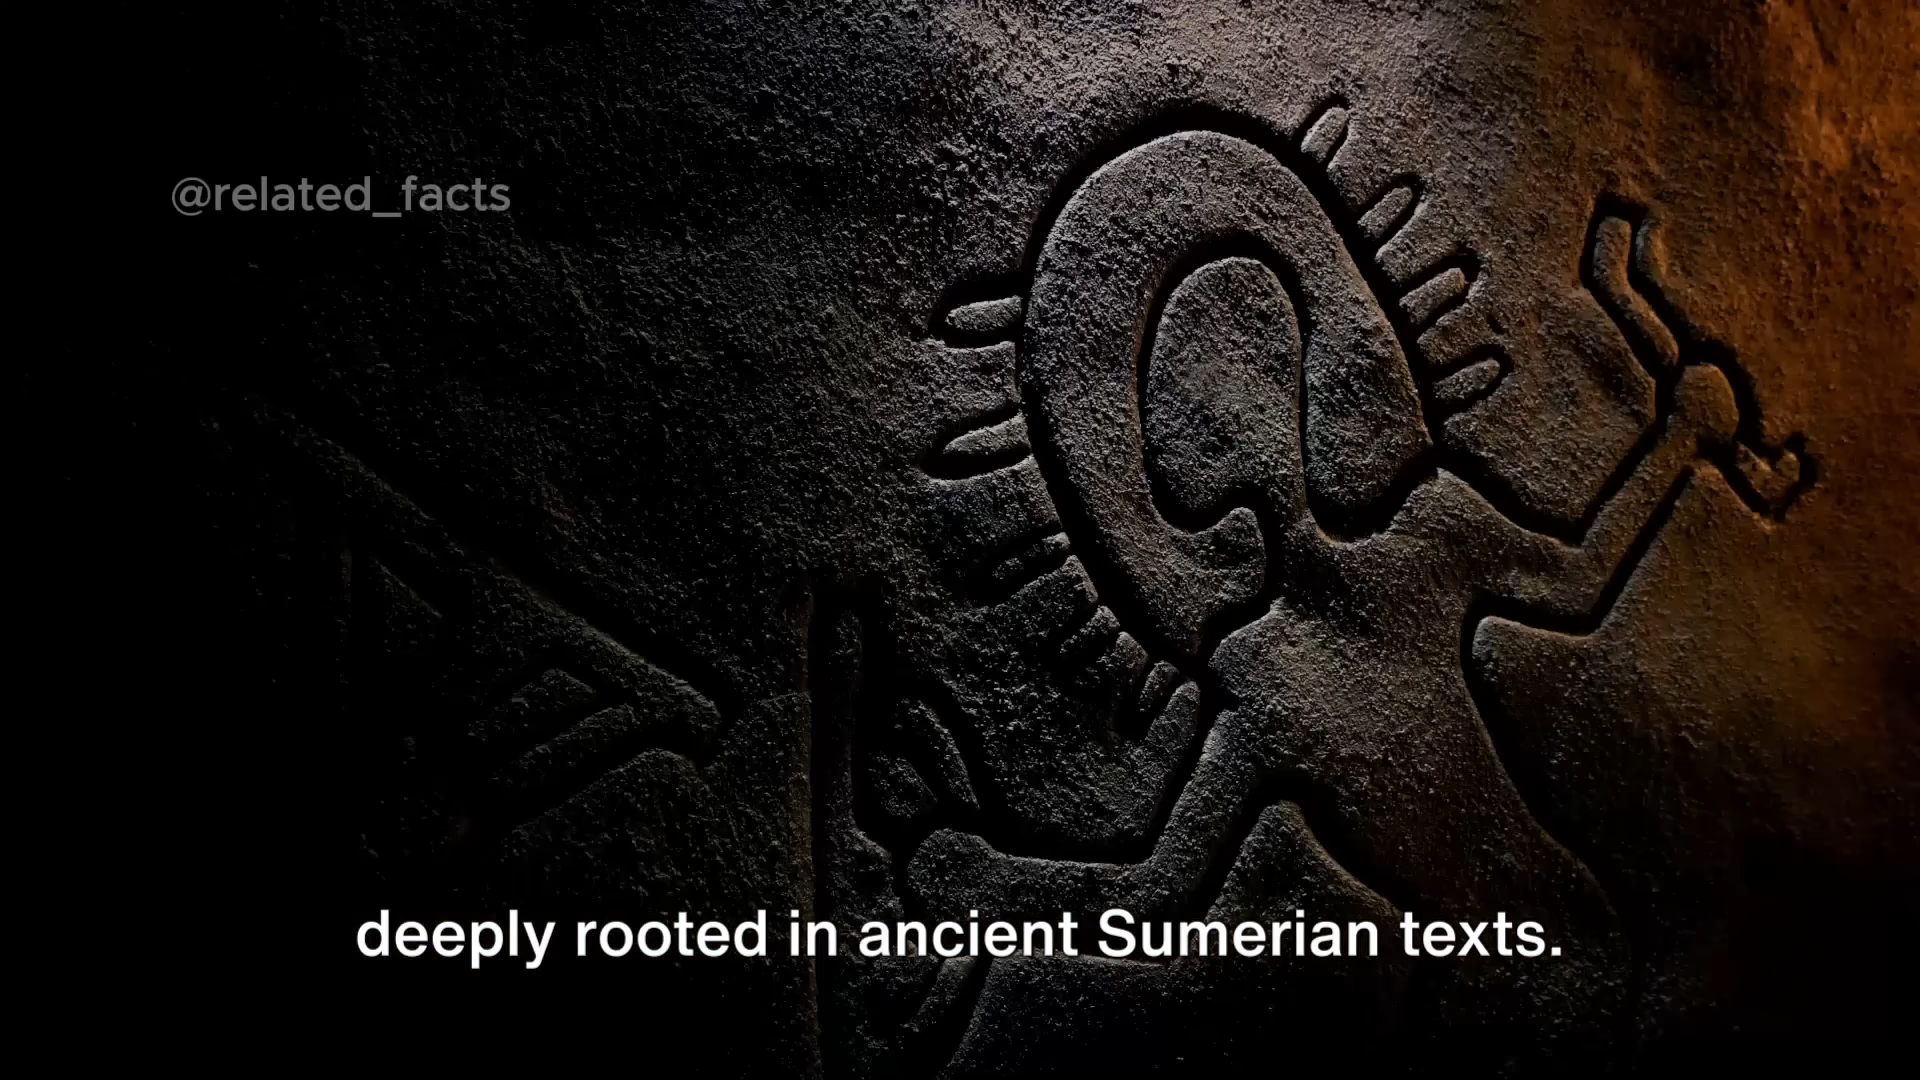 @related_facts
deeply rooted in ancient Sumerian texts.